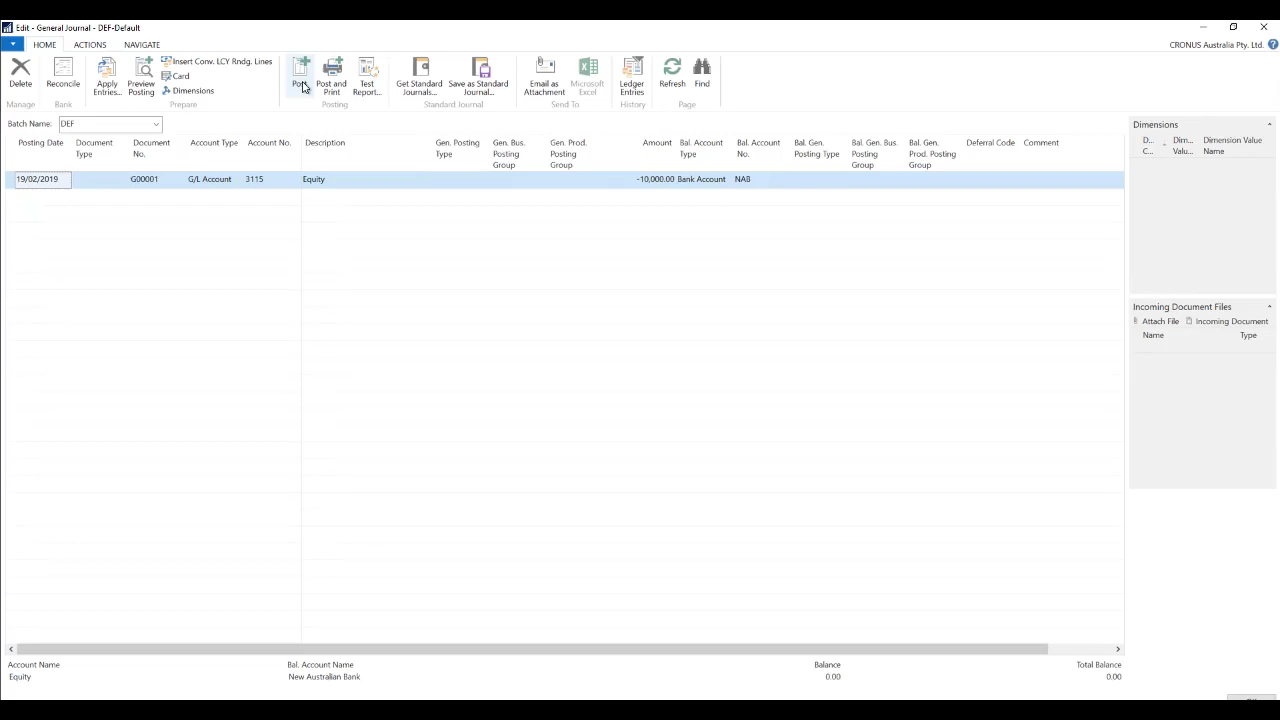 Edit - General Journal - DEF-Default
HOME ACTIONS NAVIGATE CRONUS Australia Pty. Ltd. ?
Delete
Manage
Reconcile
Bank
Apply
Entries...
Preview
Posting
Insert Conv. LCY Rndg. Lines
Card
Dimensions
Prepare
Post
Post and
Print
Test
Report...
Posting
Get Standard
Journals...
Save as Standard
Journal...
Standard Journal
Email as
Attachment
Microsoft
Excel
Send To
Ledger
Entries
History
Refresh
Find
Page
Batch Name: DEF
Posting Date
Document
Type
Document
No.
Account Type
Account No.
Description
Gen. Posting
Type
Gen. Bus.
Posting
Group
Gen. Prod.
Posting
Group
Amount
Bal. Account
Type
Bal. Account
No.
Bal. Gen.
Posting Type
Bal. Gen. Bus.
Posting Group
Bal. Gen.
Prod. Posting
Group
Deferral Code
Comment
19/02/2019 G00001 G/L Account 3115 Equity -10,000.00 Bank Account NAB
Dimensions
D...
C...
Dim...
Valu...
Dimension Value
Name
Incoming Document Files
Attach File Incoming Document
Name Type
Account Name Bal. Account Name Balance Total Balance
Equity New Australian Bank 0.00 0.00